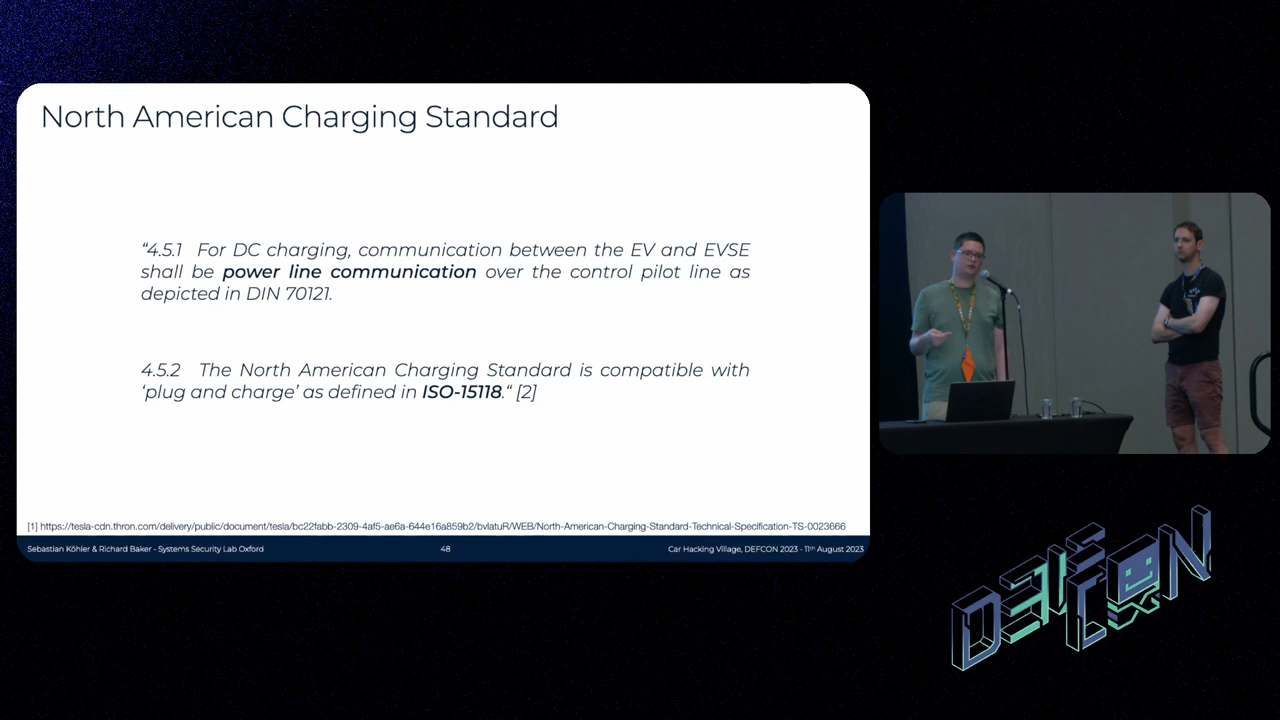 North American Charging Standard
“4.5.1 For DC charging, communication between the EV and EVSE
shall be power line communication over the control pilot line as
depicted in DIN 70121.
4.5.2 The North American Charging Standard is compatible with
‘plug and charge’ as defined in ISO-15118.“ [2]
[1] https://tesla-cdn.thron.com/delivery/public/document/tesla/bc22fabb-2309-4af5-ae6a-644e16a859b2/bvlatuR/WEB/North-American-Charging-Standard-Technical-Specification-TS-0023666
Sebastian Köhler & Richard Baker - Systems Security Lab Oxford
48
Car Hacking Village, DEFCON 2023 - 11th August 2023
DEF CON